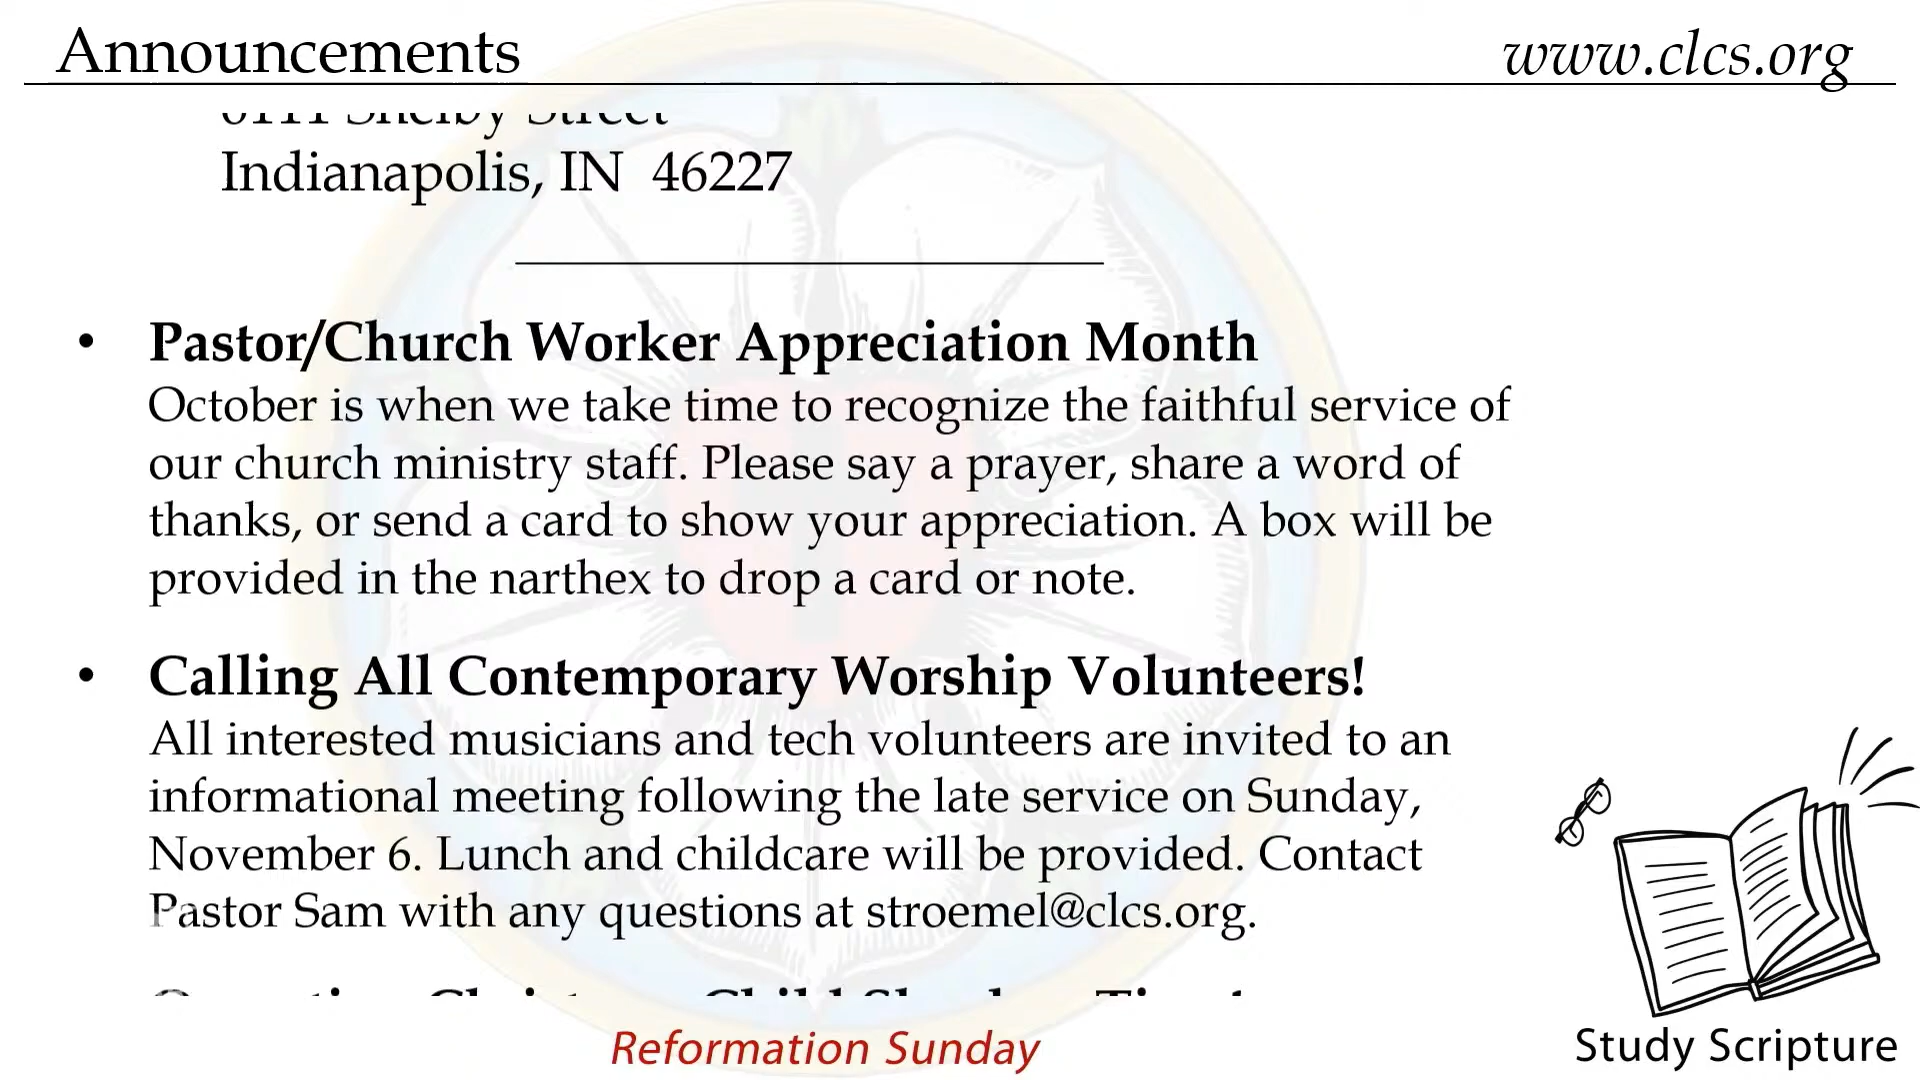 Announcements
www.clcs.org
Shelby Street
Indianapolis, IN 46227
• Pastor/Church Worker Appreciation Month
October is when we take time to recognize the faithful service of
our church ministry staff. Please say a prayer, share a word of
thanks, or send a card to show your appreciation. A box will be
provided in the narthex to drop a card or note.
• Calling All Contemporary Worship Volunteers!
All interested musicians and tech volunteers are invited to an
informational meeting following the late service on Sunday,
November 6. Lunch and childcare will be provided. Contact
Pastor Sam with any questions at stroemel@clcs.org.
Reformation Sunday
Study Scripture